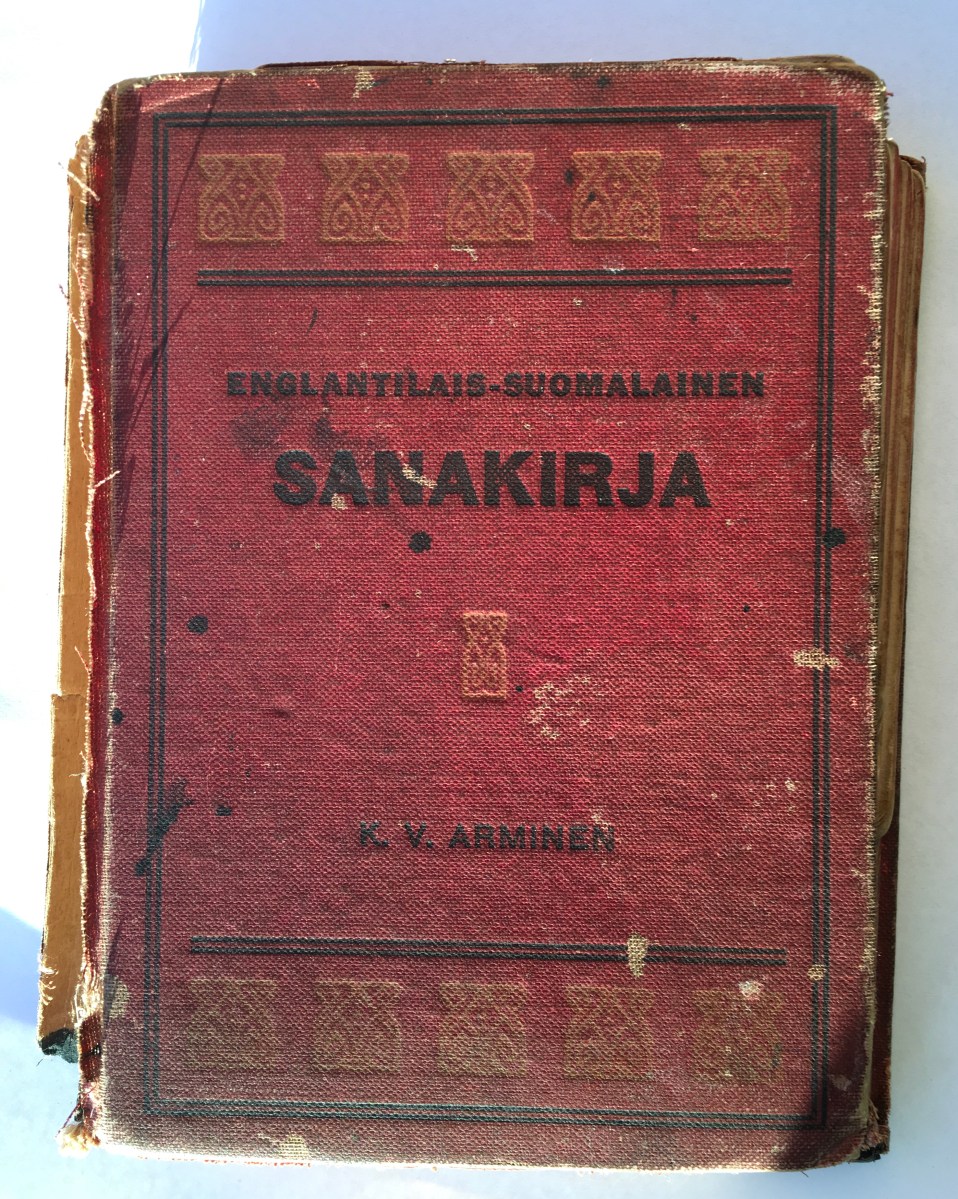 ENGLANTILAIS-SUOMALAINEN
SANAKIRJA
K. V. ARMINEN